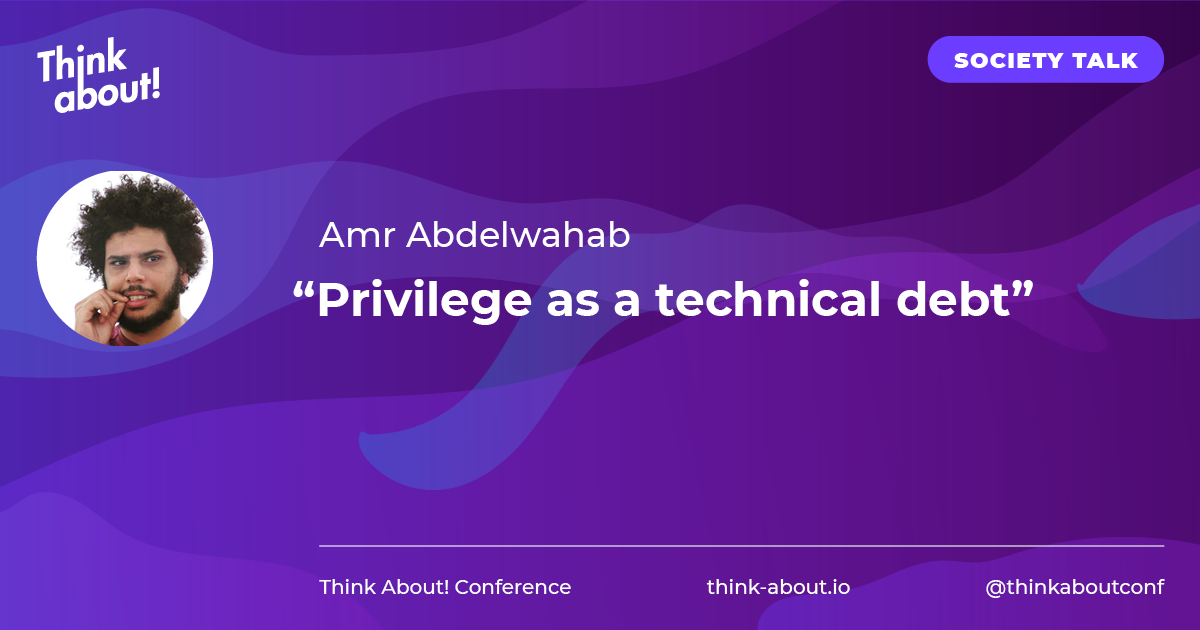 Think
about!
SOCIETY TALK
Amr Abdelwahab
“Privilege as a technical debt”
Think About! Conference
think-about.io
@thinkaboutconf